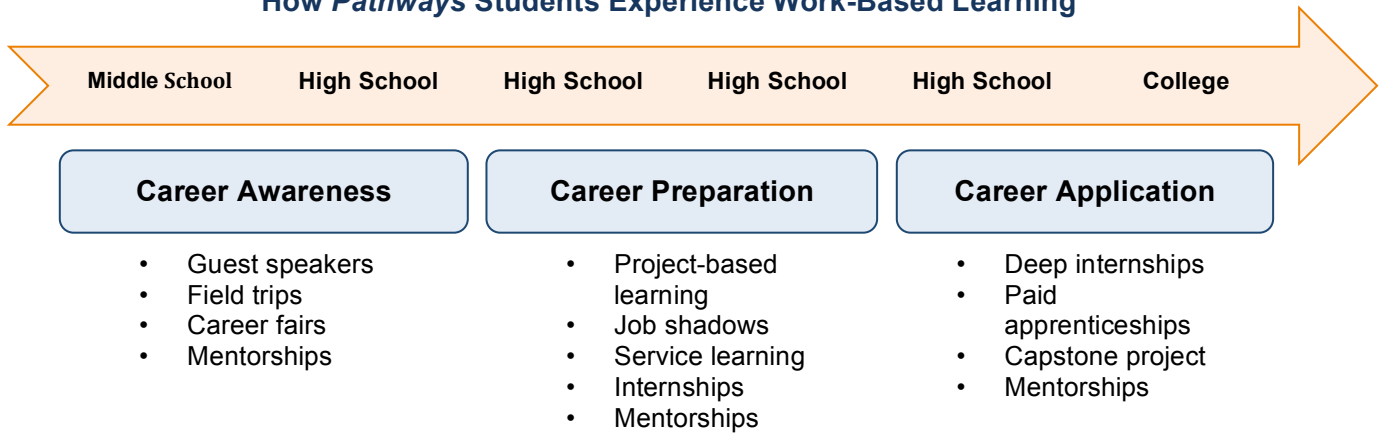 How Pathways Students Experience Work-Based Learning
Middle School High School High School High School High School College
Career Awareness
• Guest speakers
• Field trips
• Career fairs
• Mentorships
Career Preparation
• Project-based
learning
• Job shadows
• Service learning
• Internships
• Mentorships
Career Application
• Deep internships
• Paid
apprenticeships
• Capstone project
• Mentorships